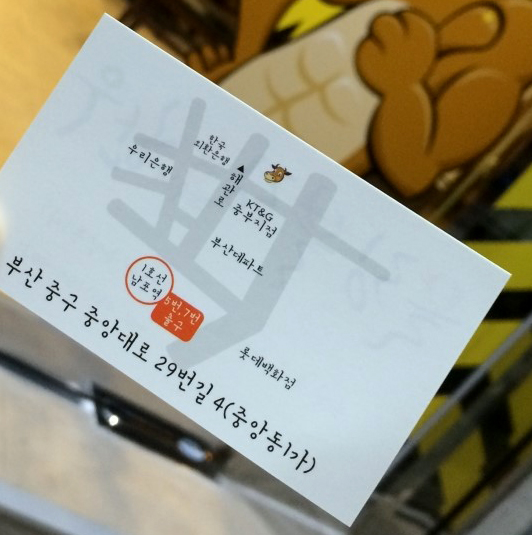 한국
외환은행
우리은행
해
관
로
KT&G
중부지점
부산데파트
1호선
남포역
5번,7번
출구
롯데백화점
부산 중구 중앙대로 29번길 4(중앙동1가)